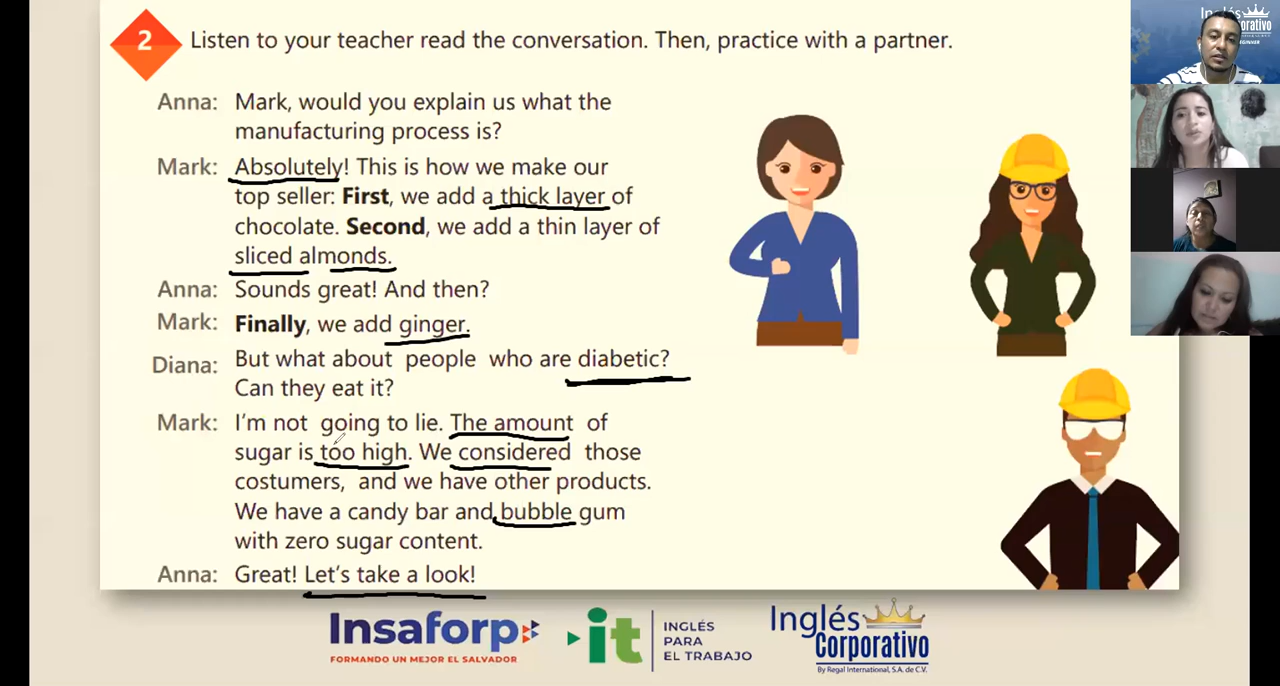 2 Listen to your teacher read the conversation. Then, practice with a partner.
Anna: Mark, would you explain us what the
manufacturing process is?
Mark: Absolutely! This is how we make our
top seller: First, we add a thick layer of
chocolate. Second, we add a thin layer of
sliced almonds.
Anna: Sounds great! And then?
Mark: Finally, we add ginger.
Diana: But what about people who are diabetic?
Can they eat it?
Mark: I'm not going to lie. The amount of
sugar is too high. We considered those
costumers, and we have other products.
We have a candy bar and bubble gum
with zero sugar content.
Anna: Great! Let's take a look!
Insaforp
FORMANDO UN MEJOR EL SALVADOR
it
INGLÉS
PARA
EL TRABAJO
Inglés
Corporativo
By Regal International, S.A. de C.V.
Inglés